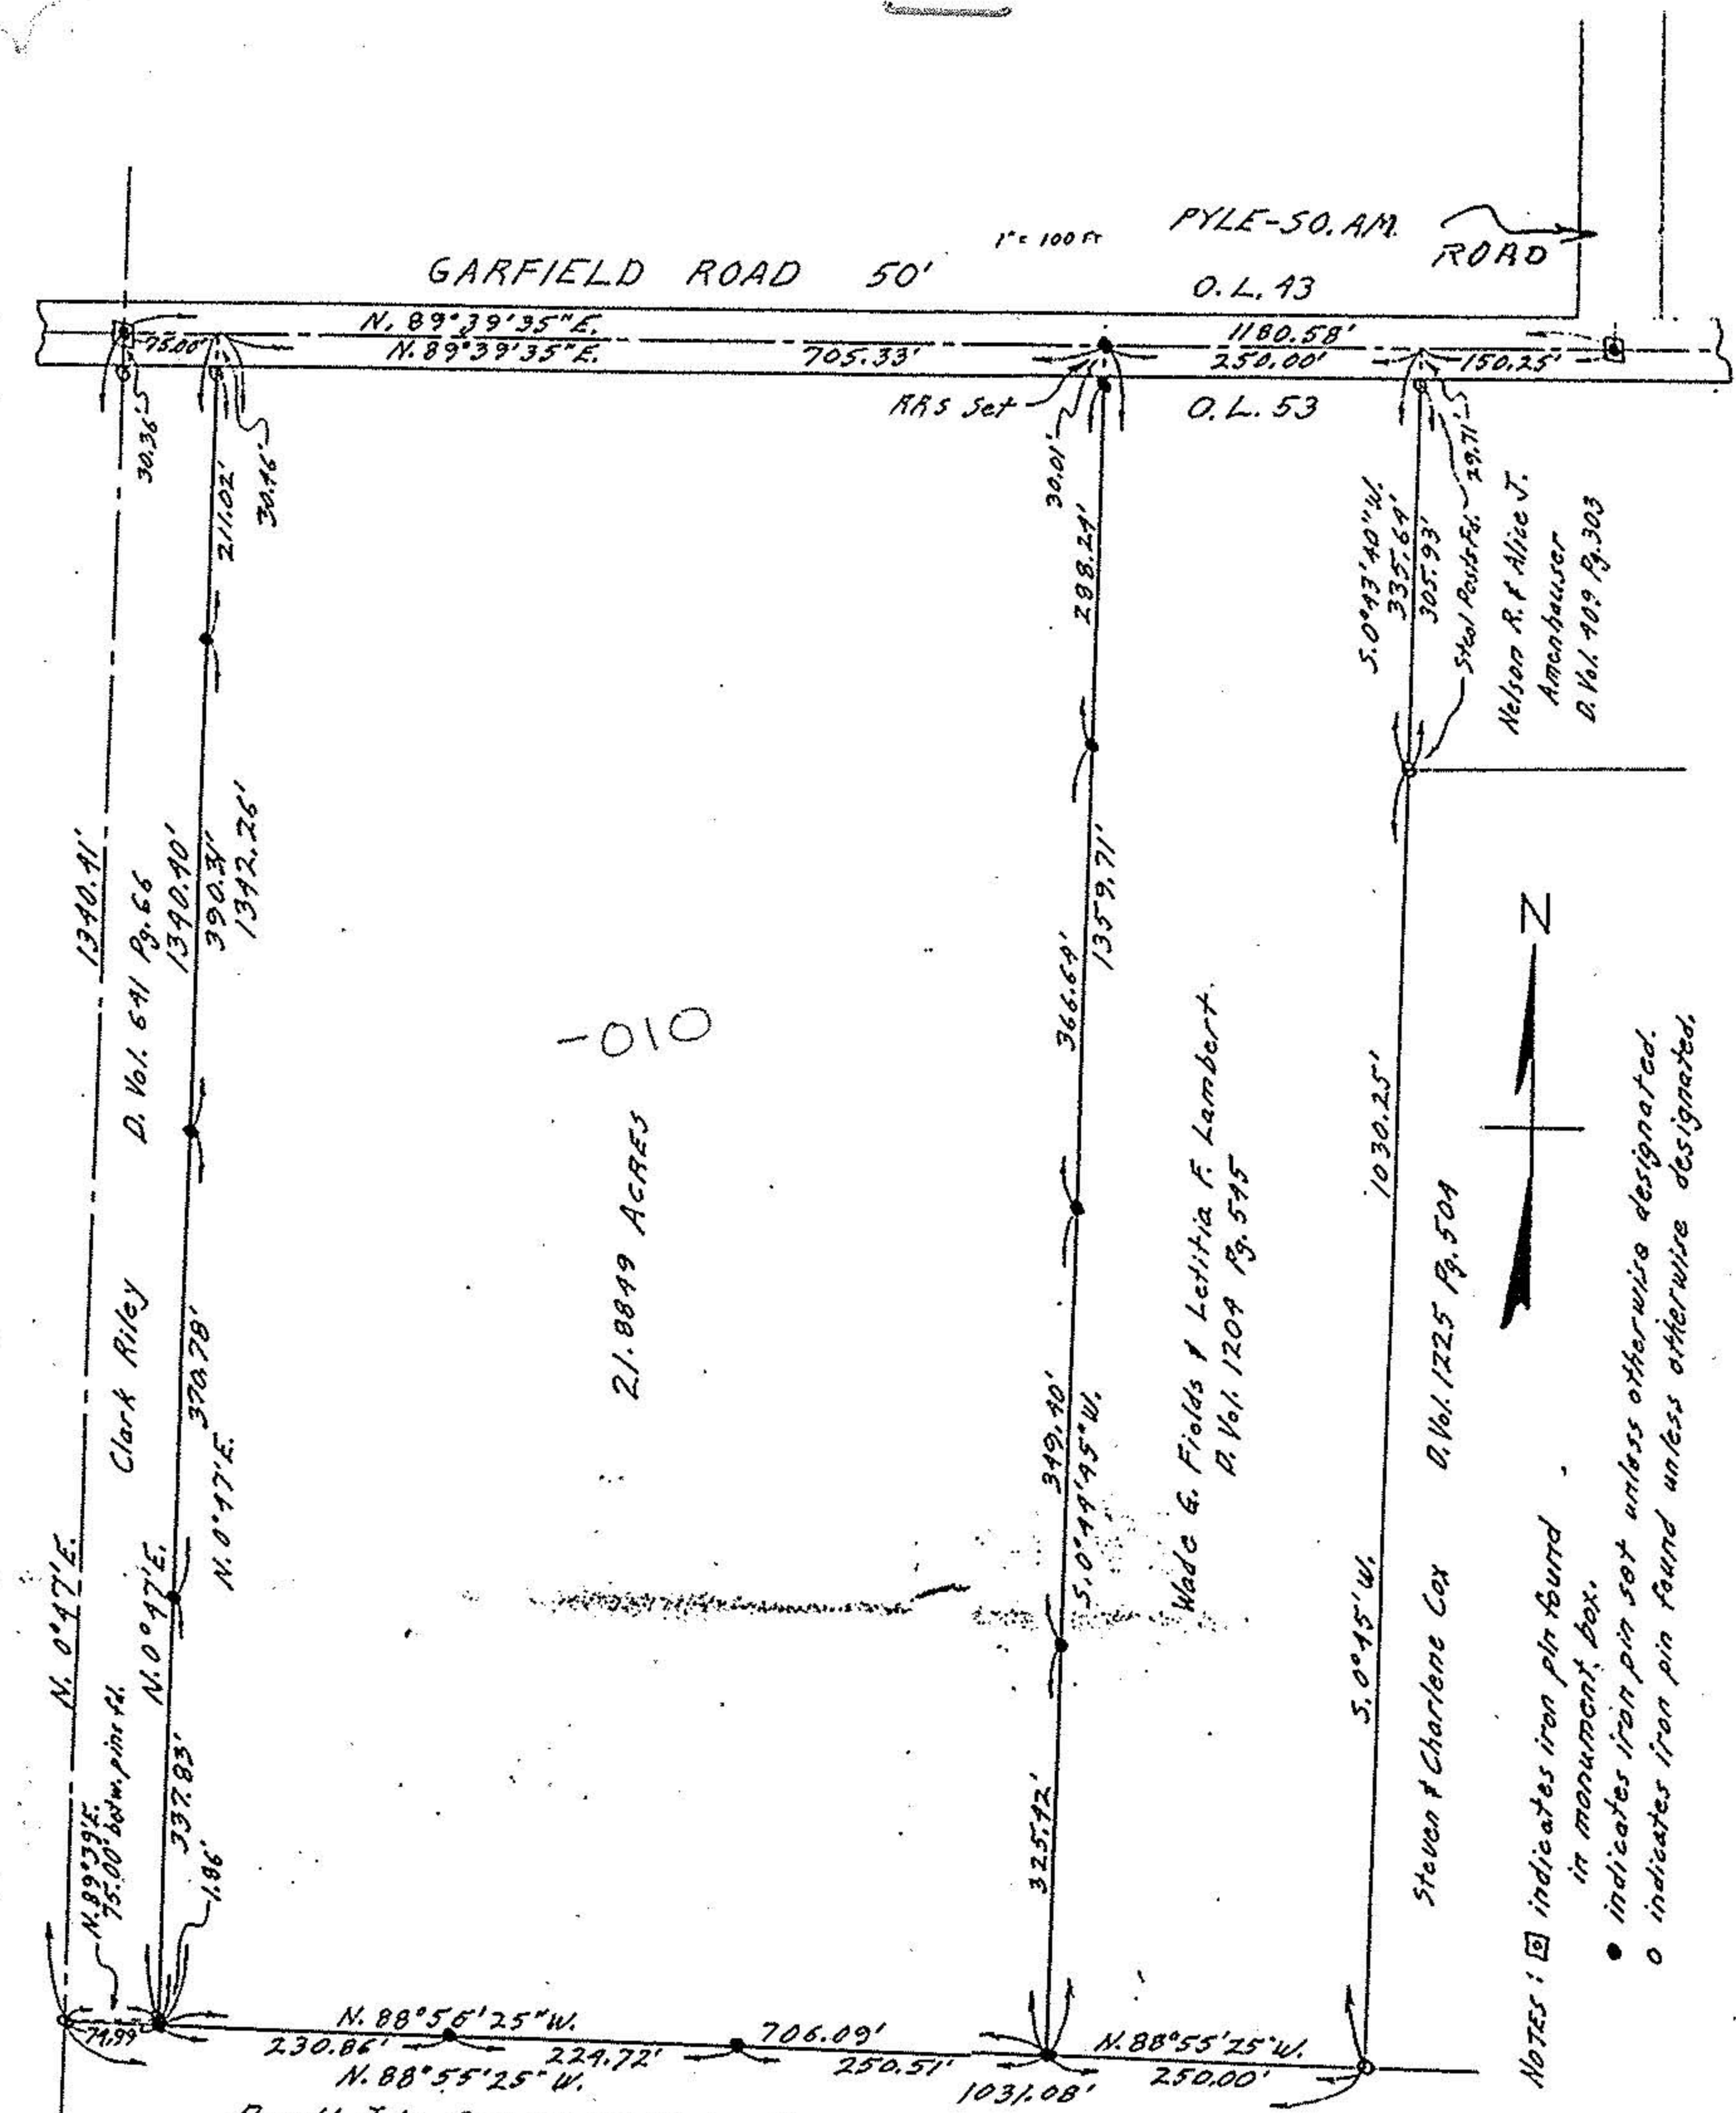 PYLE-SO. AM.
ROAD
1" = 100 FT
GARFIELD ROAD 50'
O.L. 43
N. 89°39'35"E.
1180.58'
75.00'
N. 89°39'35"E.
705.33'
250.00'
150.25'
RRS Set
O.L. 53
30.36'
30.46'
211.02'
30.01'
298.24'
S. 0°43'40"W.
335.64'
305.93'
29.71'
Steel Posts Fd.
Nelson R. & Alice J.
Amenhauser
D. Vol. 409 Pg. 303
1340.41'
D. Vol. 641 Pg. 66
1340.40'
390.31'
1342.26'
1359.71'
366.64'
-010
21.8849 ACRES
Wade G. Fields & Letitia F. Lambert.
D. Vol. 1204 Pg. 545
1030.25'
N
Clark Riley
370.78'
N. 0°47'E.
N. 0°47'E.
N. 0°47'E.
349.40'
S. 0°44'45"W.
S. 0°45'W.
Steven & Charlene Cox
D. Vol. 1225 Pg. 504
N. 89°39'E.
75.00' betw. pins fd.
337.83'
1.86'
325.42'
74.99'
N. 88°56'25"W.
706.09'
N. 88°55'25"W.
230.86'
224.72'
250.51'
250.00'
N. 88°55'25"W.
1031.08'
NOTES: indicates iron pin found
in monument box.
● indicates iron pin set unless otherwise designated.
o indicates iron pin found unless otherwise designated.